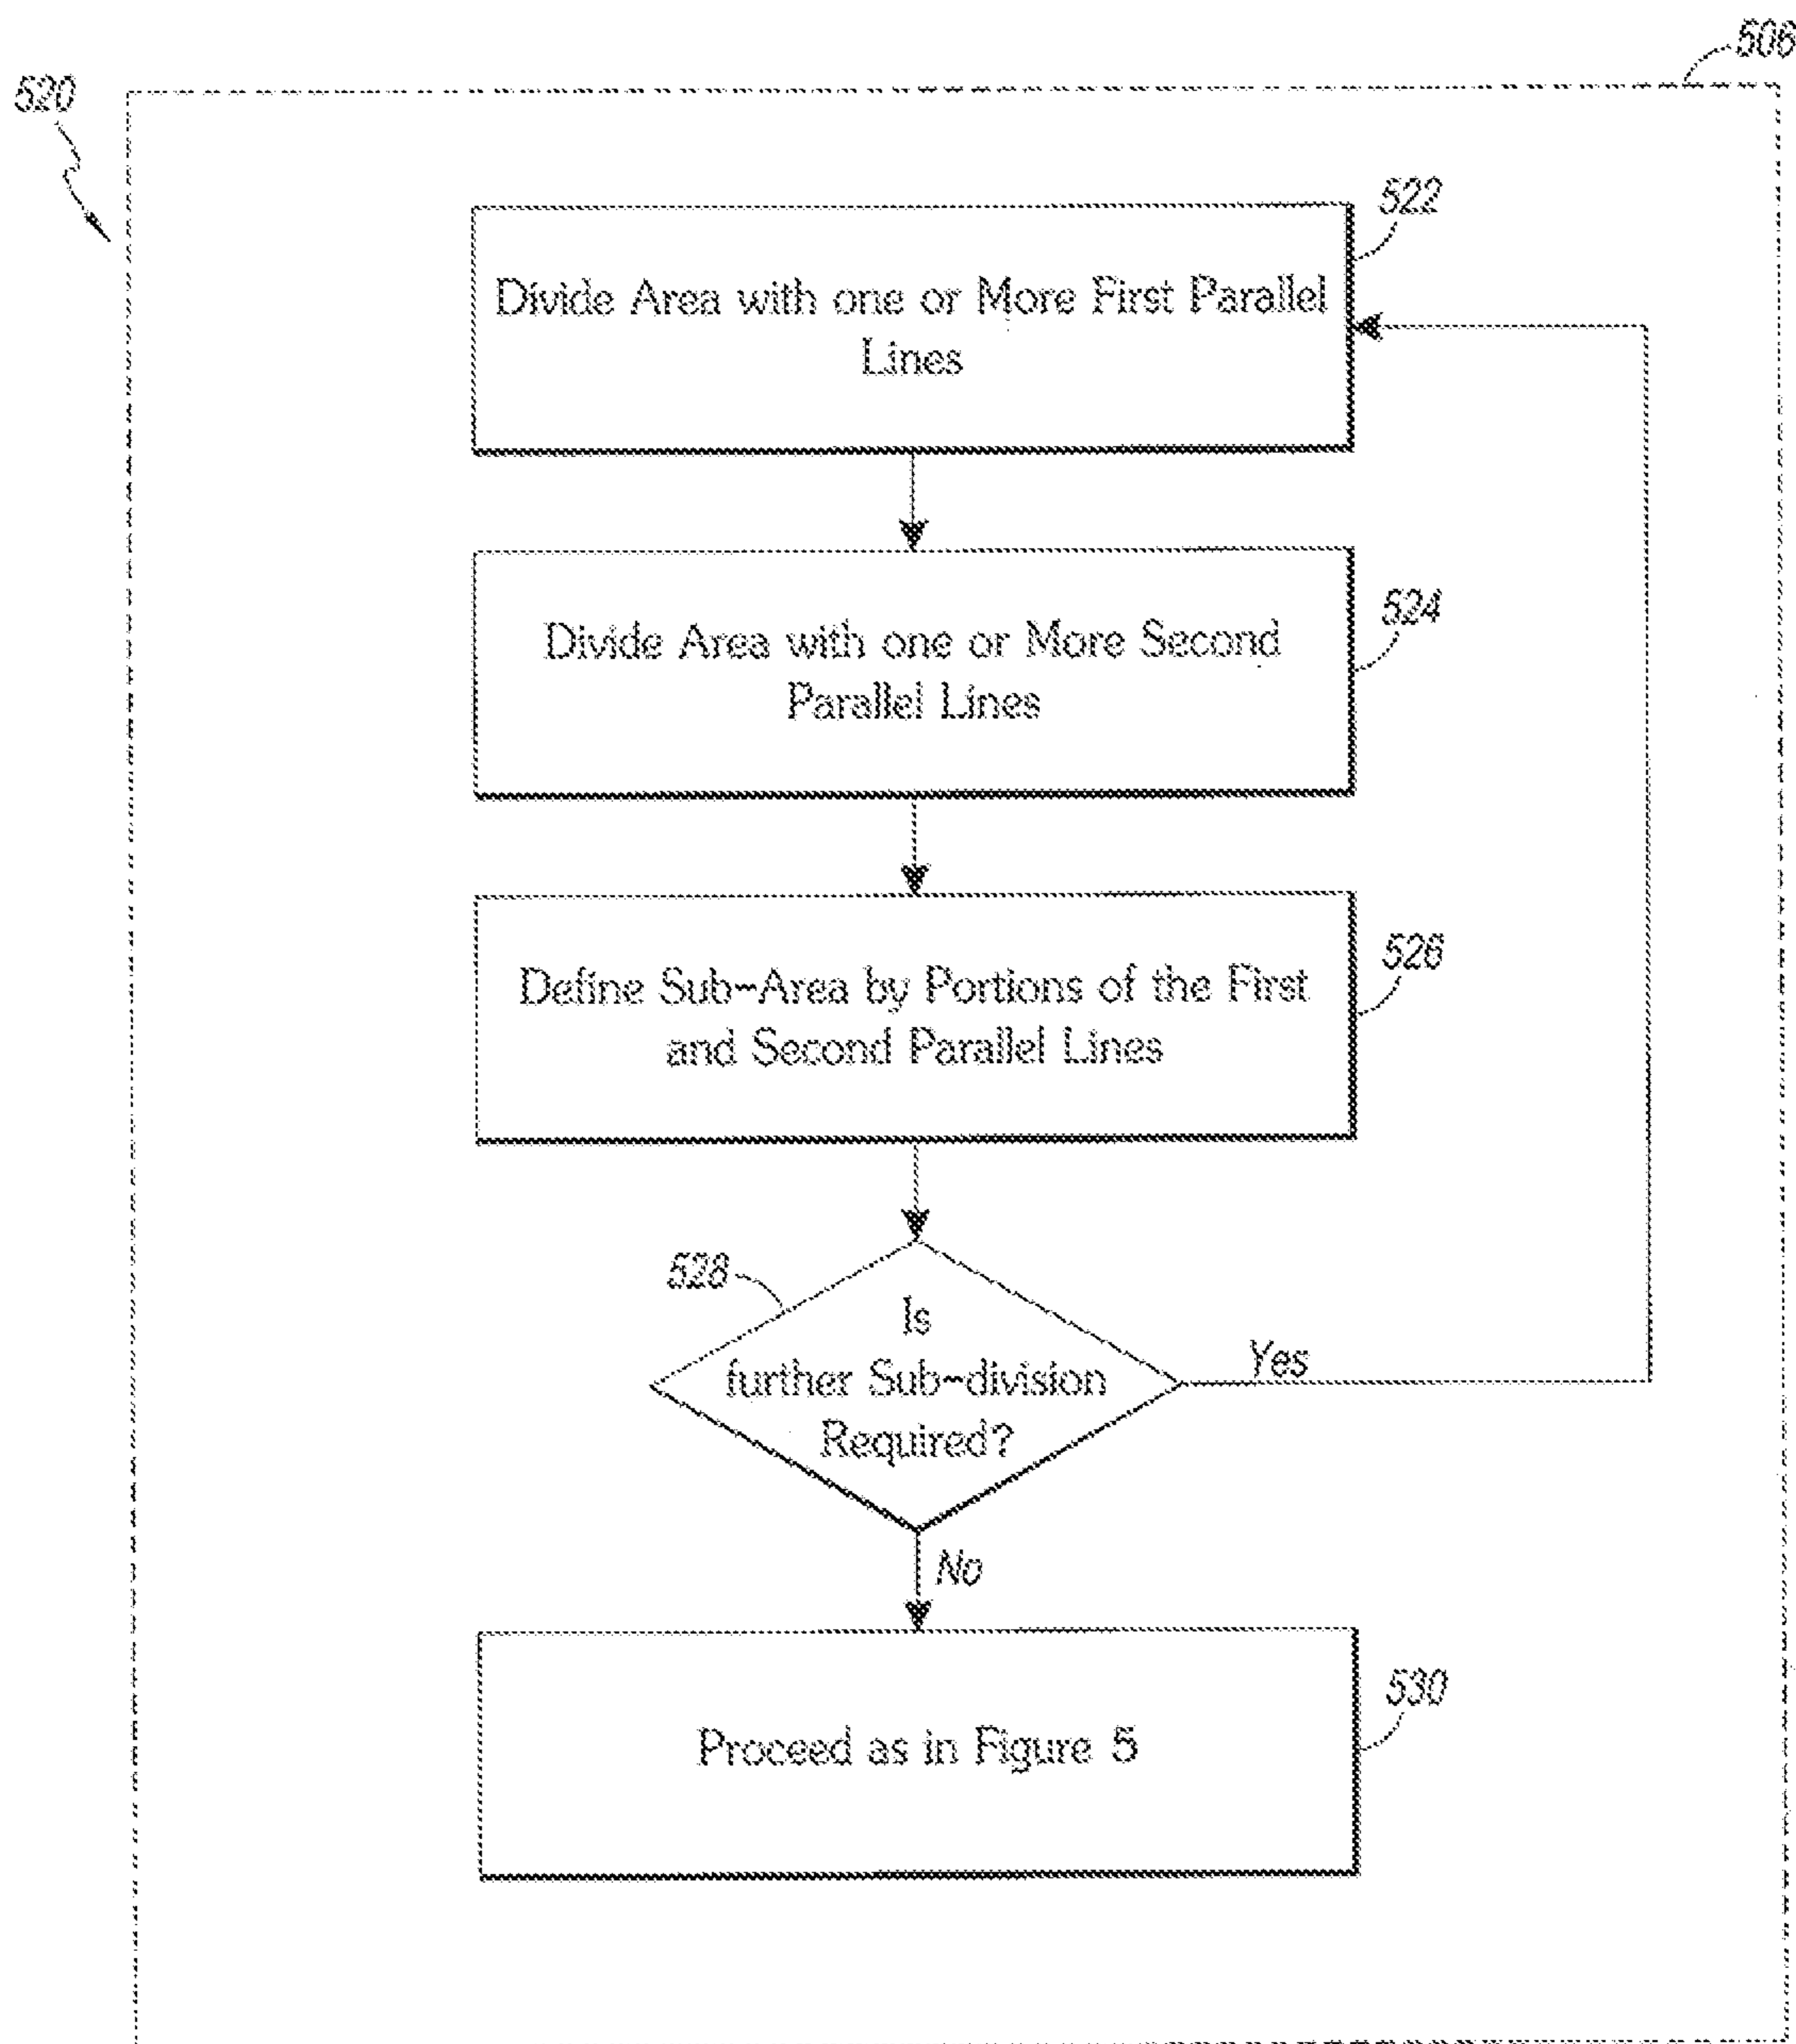 506
520
522
Divide Area with one or More First Parallel
Lines
524
Divide Area with one or More Second
Parallel Lines
526
Define Sub-Area by Portions of the First
and Second Parallel Lines
528
Is
further Sub-division
Required?
Yes
No
530
Proceed as in Figure 5